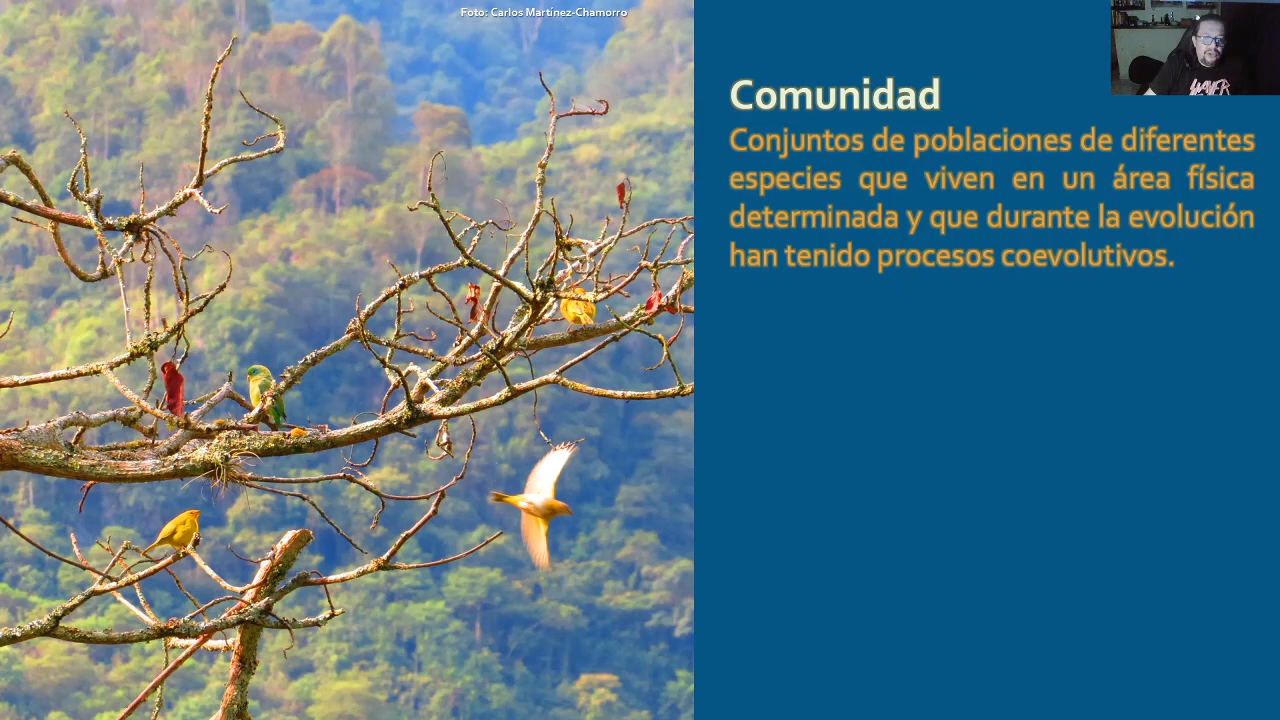 Foto: Carlos Martínez-Chamorro
Comunidad
Conjuntos de poblaciones de diferentes
especies que viven en un área física
determinada y que durante la evolución
han tenido procesos coevolutivos.
SLAYER